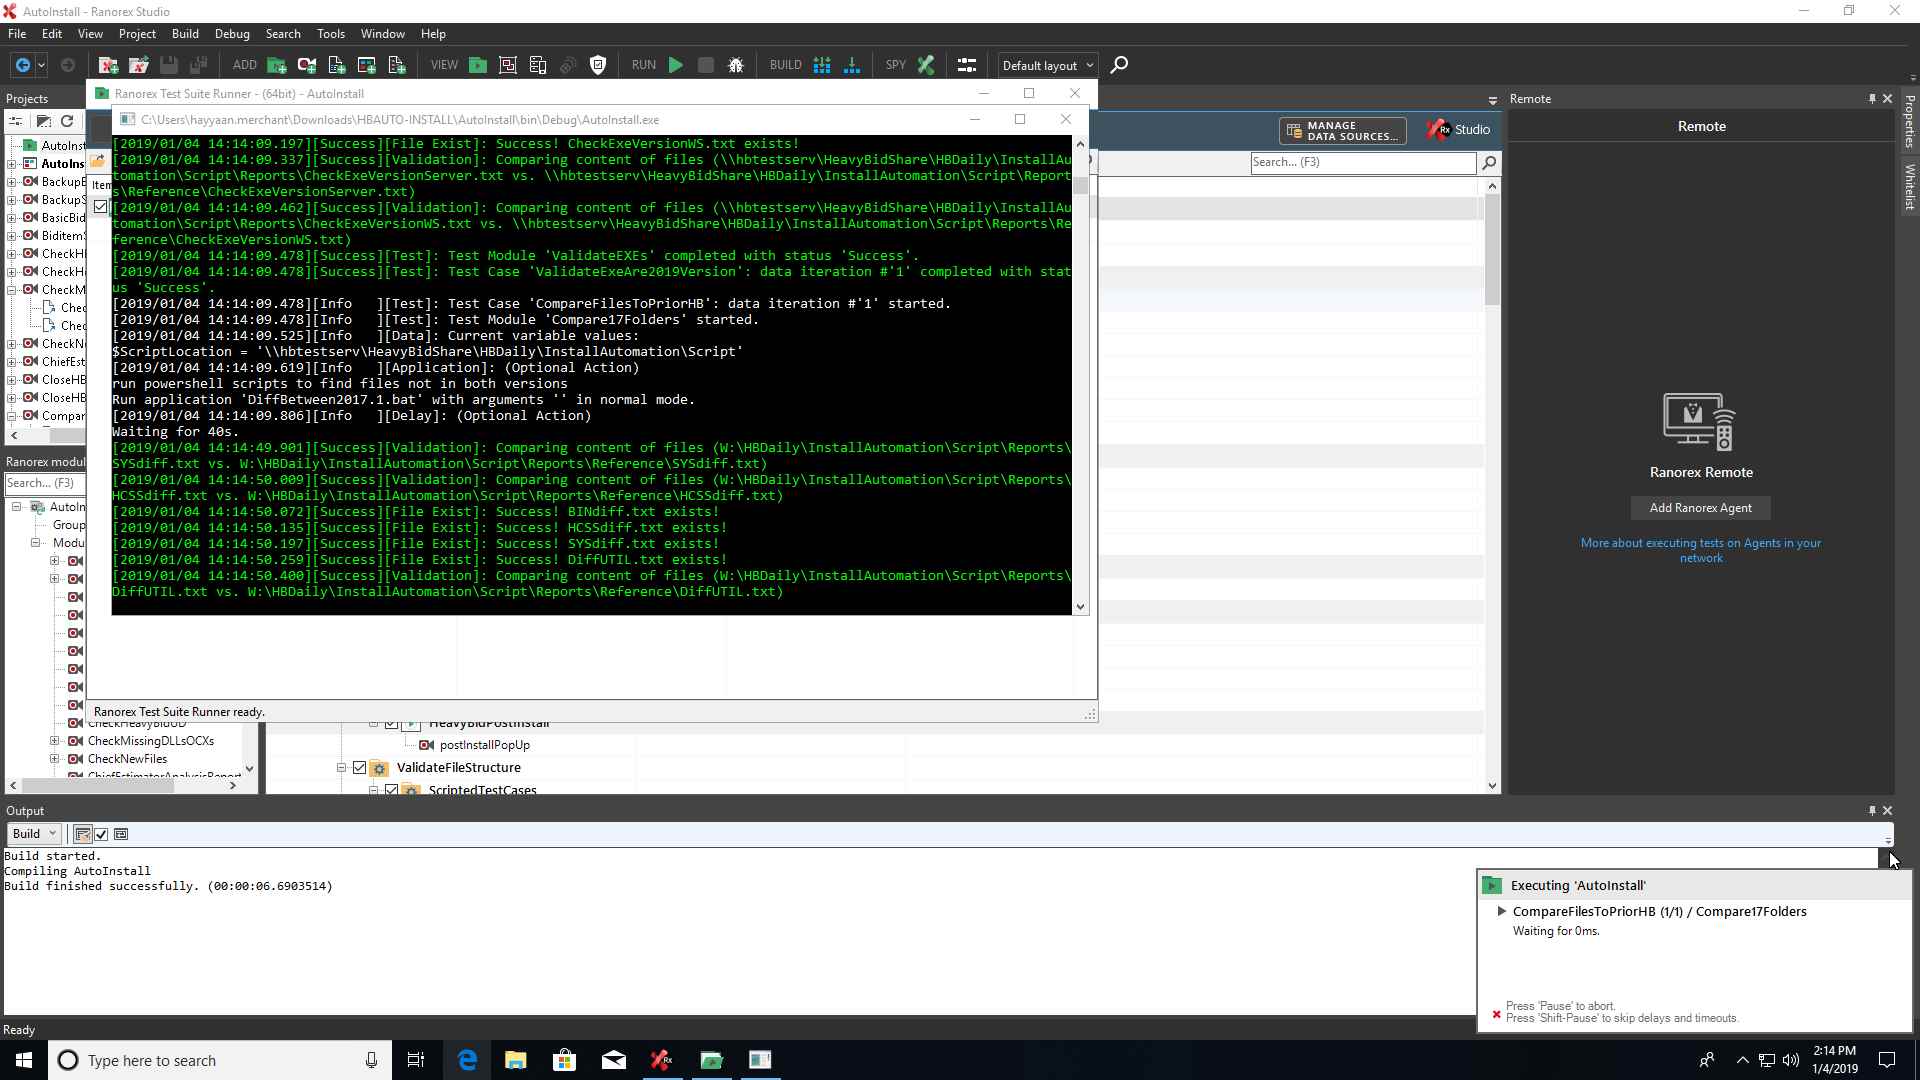 AutoInstall - Ranorex Studio
File Edit View Project Build Debug Search Tools Window Help
ADD VIEW RUN BUILD SPY Default layout
Projects
Ranorex Test Suite Runner - (64bit) - AutoInstall
C:\Users\hayyaan.merchant\Downloads\HBAUTO-INSTALL\AutoInstall\bin\Debug\AutoInstall.exe
AutoInst
AutoIns
BackupE
BackupS
BasicBid
BiditemS
CheckHI
CheckHe
CheckM
Chec
Chec
CheckNe
ChiefEst
CloseHB
CloseHB
Compar
Item
[2019/01/04 14:14:09.197][Success][File Exist]: Success! CheckExeVersionWS.txt exists!
[2019/01/04 14:14:09.337][Success][Validation]: Comparing content of files (\\hbtestserv\HeavyBidShare\HBDaily\InstallAu
tomation\Script\Reports\CheckExeVersionServer.txt vs. \\hbtestserv\HeavyBidShare\HBDaily\InstallAutomation\Script\Report
s\Reference\CheckExeVersionServer.txt)
[2019/01/04 14:14:09.462][Success][Validation]: Comparing content of files (\\hbtestserv\HeavyBidShare\HBDaily\InstallAu
tomation\Script\Reports\CheckExeVersionWS.txt vs. \\hbtestserv\HeavyBidShare\HBDaily\InstallAutomation\Script\Reports\Re
ference\CheckExeVersionWS.txt)
[2019/01/04 14:14:09.478][Success][Test]: Test Module 'ValidateEXEs' completed with status 'Success'.
[2019/01/04 14:14:09.478][Success][Test]: Test Case 'ValidateExeAre2019Version': data iteration #'1' completed with stat
us 'Success'.
[2019/01/04 14:14:09.478][Info   ][Test]: Test Case 'CompareFilesToPriorHB': data iteration #'1' started.
[2019/01/04 14:14:09.478][Info   ][Test]: Test Module 'Compare17Folders' started.
[2019/01/04 14:14:09.525][Info   ][Data]: Current variable values:
$ScriptLocation = '\\hbtestserv\HeavyBidShare\HBDaily\InstallAutomation\Script'
[2019/01/04 14:14:09.619][Info   ][Application]: (Optional Action)
run powershell scripts to find files not in both versions
Run application 'DiffBetween2017.1.bat' with arguments '' in normal mode.
[2019/01/04 14:14:09.806][Info   ][Delay]: (Optional Action)
Waiting for 40s.
[2019/01/04 14:14:49.901][Success][Validation]: Comparing content of files (W:\HBDaily\InstallAutomation\Script\Reports\
SYSdiff.txt vs. W:\HBDaily\InstallAutomation\Script\Reports\Reference\SYSdiff.txt)
[2019/01/04 14:14:50.009][Success][Validation]: Comparing content of files (W:\HBDaily\InstallAutomation\Script\Reports\
HCSSdiff.txt vs. W:\HBDaily\InstallAutomation\Script\Reports\Reference\HCSSdiff.txt)
[2019/01/04 14:14:50.072][Success][File Exist]: Success! BINdiff.txt exists!
[2019/01/04 14:14:50.135][Success][File Exist]: Success! HCSSdiff.txt exists!
[2019/01/04 14:14:50.197][Success][File Exist]: Success! SYSdiff.txt exists!
[2019/01/04 14:14:50.259][Success][File Exist]: Success! DiffUTIL.txt exists!
[2019/01/04 14:14:50.400][Success][Validation]: Comparing content of files (W:\HBDaily\InstallAutomation\Script\Reports\
DiffUTIL.txt vs. W:\HBDaily\InstallAutomation\Script\Reports\Reference\DiffUTIL.txt)
Ranorex Test Suite Runner ready.
MANAGE
DATA SOURCES...
Rx Studio
Search... (F3)
Remote
Remote
Ranorex Remote
Add Ranorex Agent
More about executing tests on Agents in your
network
Properties
Whitelist
Ranorex modul
Search... (F3)
AutoIn
Group
Modu
CheckHeavyBidUD
CheckMissingDLLsOCXs
CheckNewFiles
ChiefEstimatorAnalysisReport
HeavyBidPostInstall
postInstallPopUp
ValidateFileStructure
ScriptedTestCases
Output
Build
Build started.
Compiling AutoInstall
Build finished successfully. (00:00:06.6903514)
Executing 'AutoInstall'
CompareFilesToPriorHB (1/1) / Compare17Folders
Waiting for 0ms.
Press 'Pause' to abort.
Press 'Shift-Pause' to skip delays and timeouts.
Ready
Type here to search
2:14 PM
1/4/2019